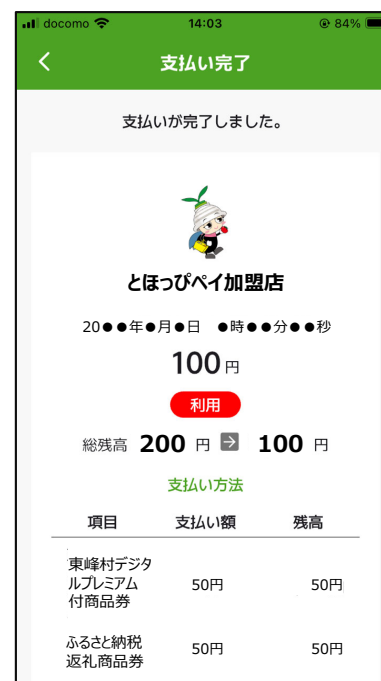 docomo 14:03 84%
支払い完了
支払いが完了しました。
とほっぴペイ加盟店
20●●年●月●日 ●時●●分●●秒
100円
利用
総残高 200 円 → 100 円
支払い方法
項目 支払い額 残高
東峰村デジタ
ルプレミアム 50円 50円
付商品券
ふるさと納税
返礼商品券 50円 50円